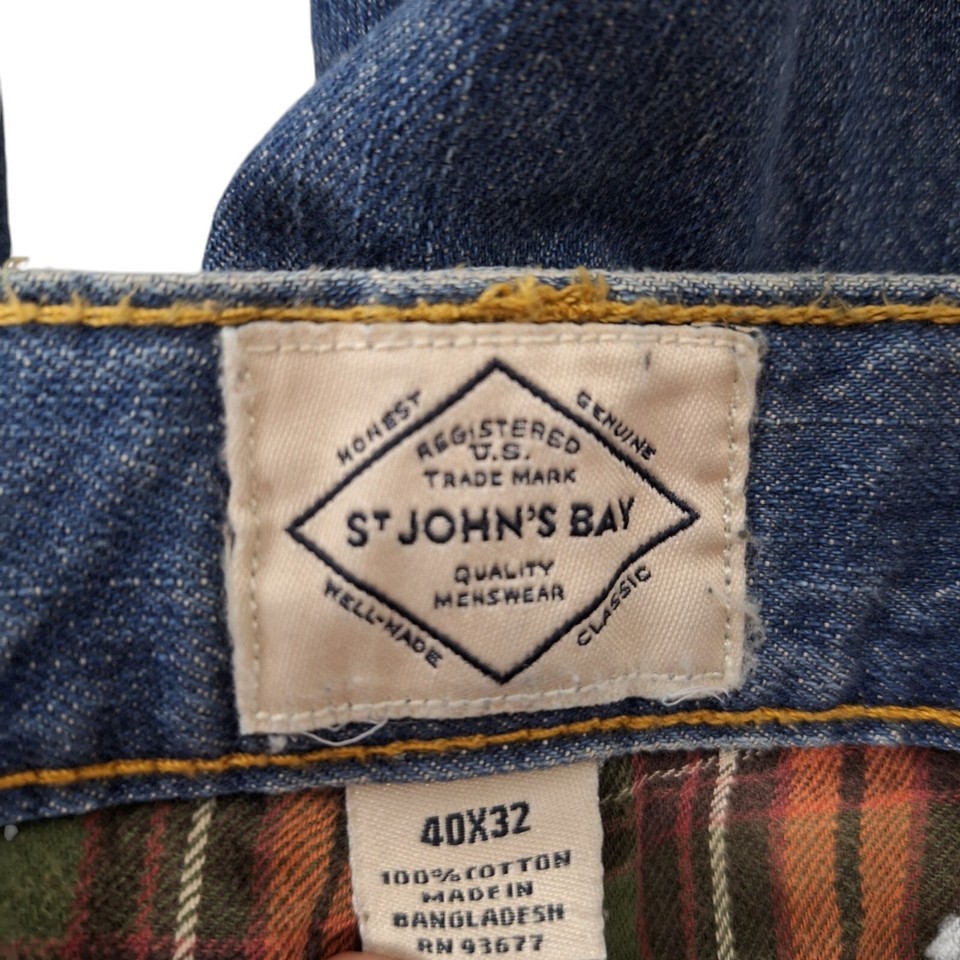 HONEST
GENUINE
REGISTERED
U.S.
TRADE MARK
ST JOHN'S BAY
QUALITY
MENSWEAR
WELL-MADE
CLASSIC
40X32
100% COTTON
MADE IN
BANGLADESH
RN 93677